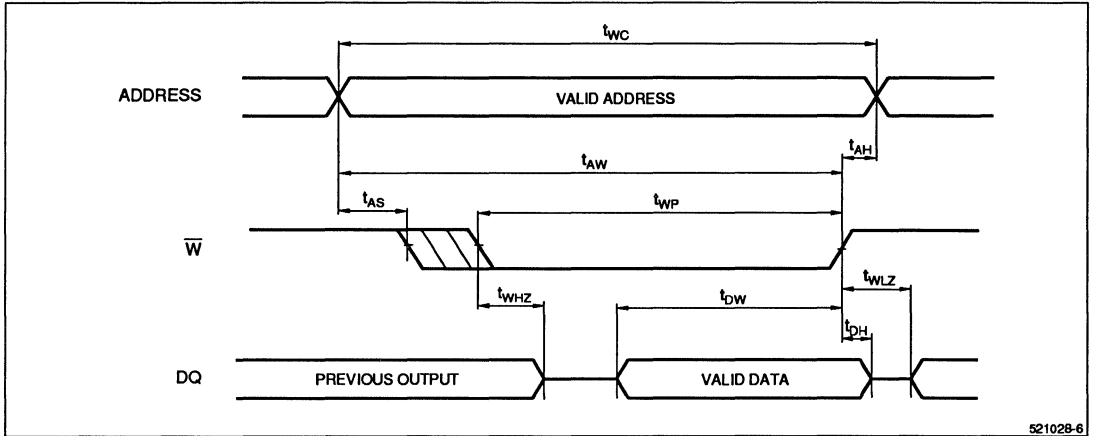 tWC
ADDRESS
VALID ADDRESS
tAH
tAW
tAS
tWP
W
tWHZ
tDW
tWLZ
tDH
DQ
PREVIOUS OUTPUT
VALID DATA
521028-6